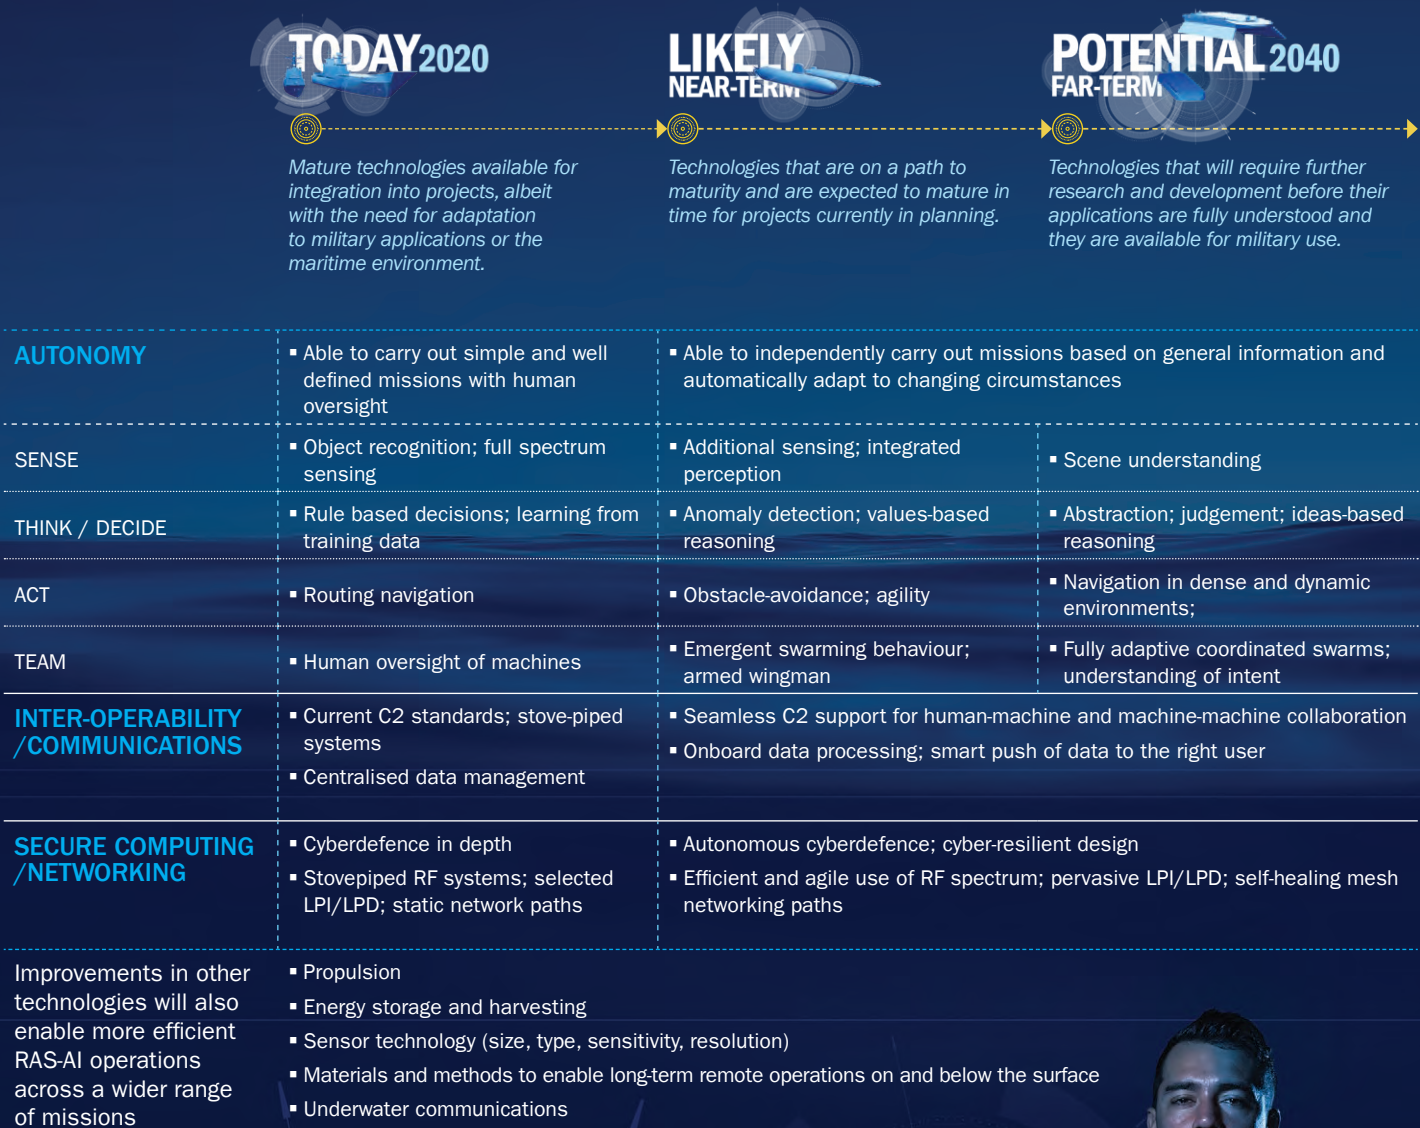 TODAY 2020
LIKELY
NEAR-TERM
POTENTIAL 2040
FAR-TERM
Mature technologies available for
integration into projects, albeit
with the need for adaptation
to military applications or the
maritime environment.
Technologies that are on a path to
maturity and are expected to mature in
time for projects currently in planning.
Technologies that will require further
research and development before their
applications are fully understood and
they are available for military use.
AUTONOMY
▪ Able to carry out simple and well
defined missions with human
oversight
▪ Able to independently carry out missions based on general information and
automatically adapt to changing circumstances
SENSE
▪ Object recognition; full spectrum
sensing
▪ Additional sensing; integrated
perception
▪ Scene understanding
THINK / DECIDE
▪ Rule based decisions; learning from
training data
▪ Anomaly detection; values-based
reasoning
▪ Abstraction; judgement; ideas-based
reasoning
ACT
▪ Routing navigation
▪ Obstacle-avoidance; agility
▪ Navigation in dense and dynamic
environments;
TEAM
▪ Human oversight of machines
▪ Emergent swarming behaviour;
armed wingman
▪ Fully adaptive coordinated swarms;
understanding of intent
INTER-OPERABILITY
/COMMUNICATIONS
▪ Current C2 standards; stove-piped
systems
▪ Centralised data management
▪ Seamless C2 support for human-machine and machine-machine collaboration
▪ Onboard data processing; smart push of data to the right user
SECURE COMPUTING
/NETWORKING
▪ Cyberdefence in depth
▪ Stovepiped RF systems; selected
LPI/LPD; static network paths
▪ Autonomous cyberdefence; cyber-resilient design
▪ Efficient and agile use of RF spectrum; pervasive LPI/LPD; self-healing mesh
networking paths
Improvements in other
technologies will also
enable more efficient
RAS-AI operations
across a wider range
of missions
▪ Propulsion
▪ Energy storage and harvesting
▪ Sensor technology (size, type, sensitivity, resolution)
▪ Materials and methods to enable long-term remote operations on and below the surface
▪ Underwater communications